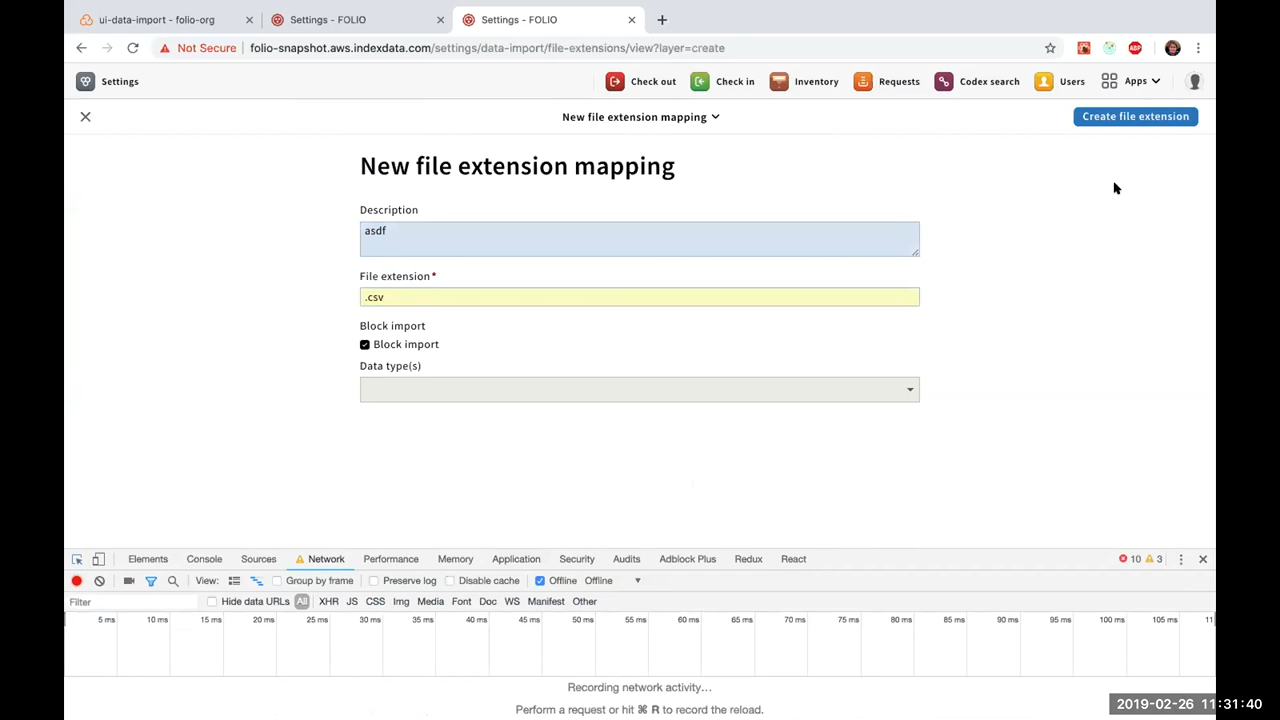 ui-data-import - folio-org
Settings - FOLIO
Settings - FOLIO
Not Secure
folio-snapshot.aws.indexdata.com/settings/data-import/file-extensions/view?layer=create
ABP
Settings
Check out
Check in
Inventory
Requests
Codex search
Users
Apps
New file extension mapping
Create file extension
New file extension mapping
Description
asdf
File extension*
.csv
Block import
Block import
Data type(s)
Elements Console Sources Network Performance Memory Application Security Audits Adblock Plus Redux React 10 3
View: Group by frame Preserve log Disable cache Offline Offline
Filter Hide data URLs All XHR JS CSS Img Media Font Doc WS Manifest Other
5 ms 10 ms 15 ms 20 ms 25 ms 30 ms 35 ms 40 ms 45 ms 50 ms 55 ms 60 ms 65 ms 70 ms 75 ms 80 ms 85 ms 90 ms 95 ms 100 ms 105 ms 11
Recording network activity…
Perform a request or hit ⌘ R to record the reload.
2019-02-26 11:31:40